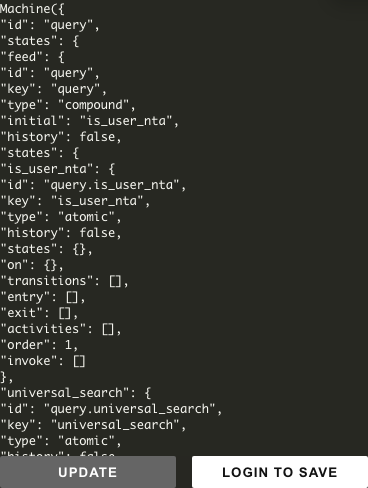 Machine({
"id": "query",
"states": {
"feed": {
"id": "query",
"key": "query",
"type": "compound",
"initial": "is_user_nta",
"history": false,
"states": {
"is_user_nta": {
"id": "query.is_user_nta",
"key": "is_user_nta",
"type": "atomic",
"history": false,
"states": {},
"on": {},
"transitions": [],
"entry": [],
"exit": [],
"activities": [],
"order": 1,
"invoke": []
},
"universal_search": {
"id": "query.universal_search",
"key": "universal_search",
"type": "atomic",
"history": false,
UPDATE
LOGIN TO SAVE